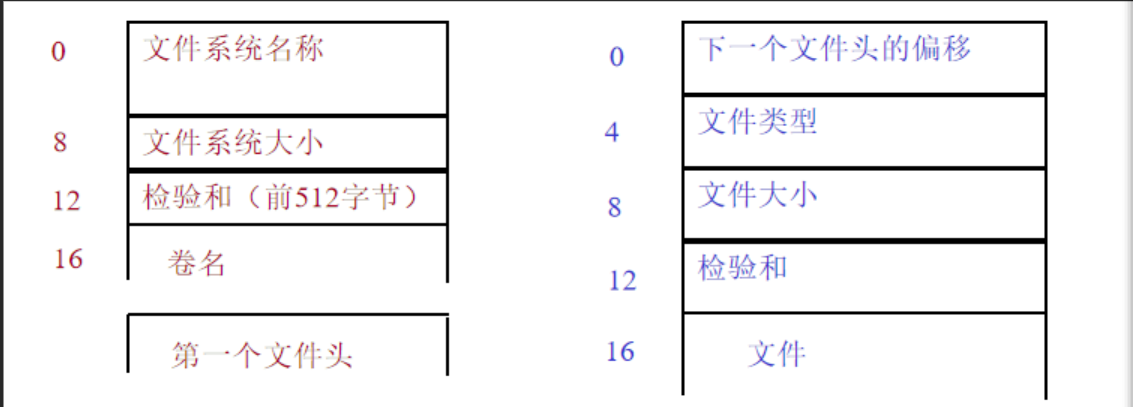 0
文件系统名称
8
文件系统大小
12
检验和（前512字节）
16
卷名
第一个文件头
0
下一个文件头的偏移
4
文件类型
8
文件大小
12
检验和
16
文件